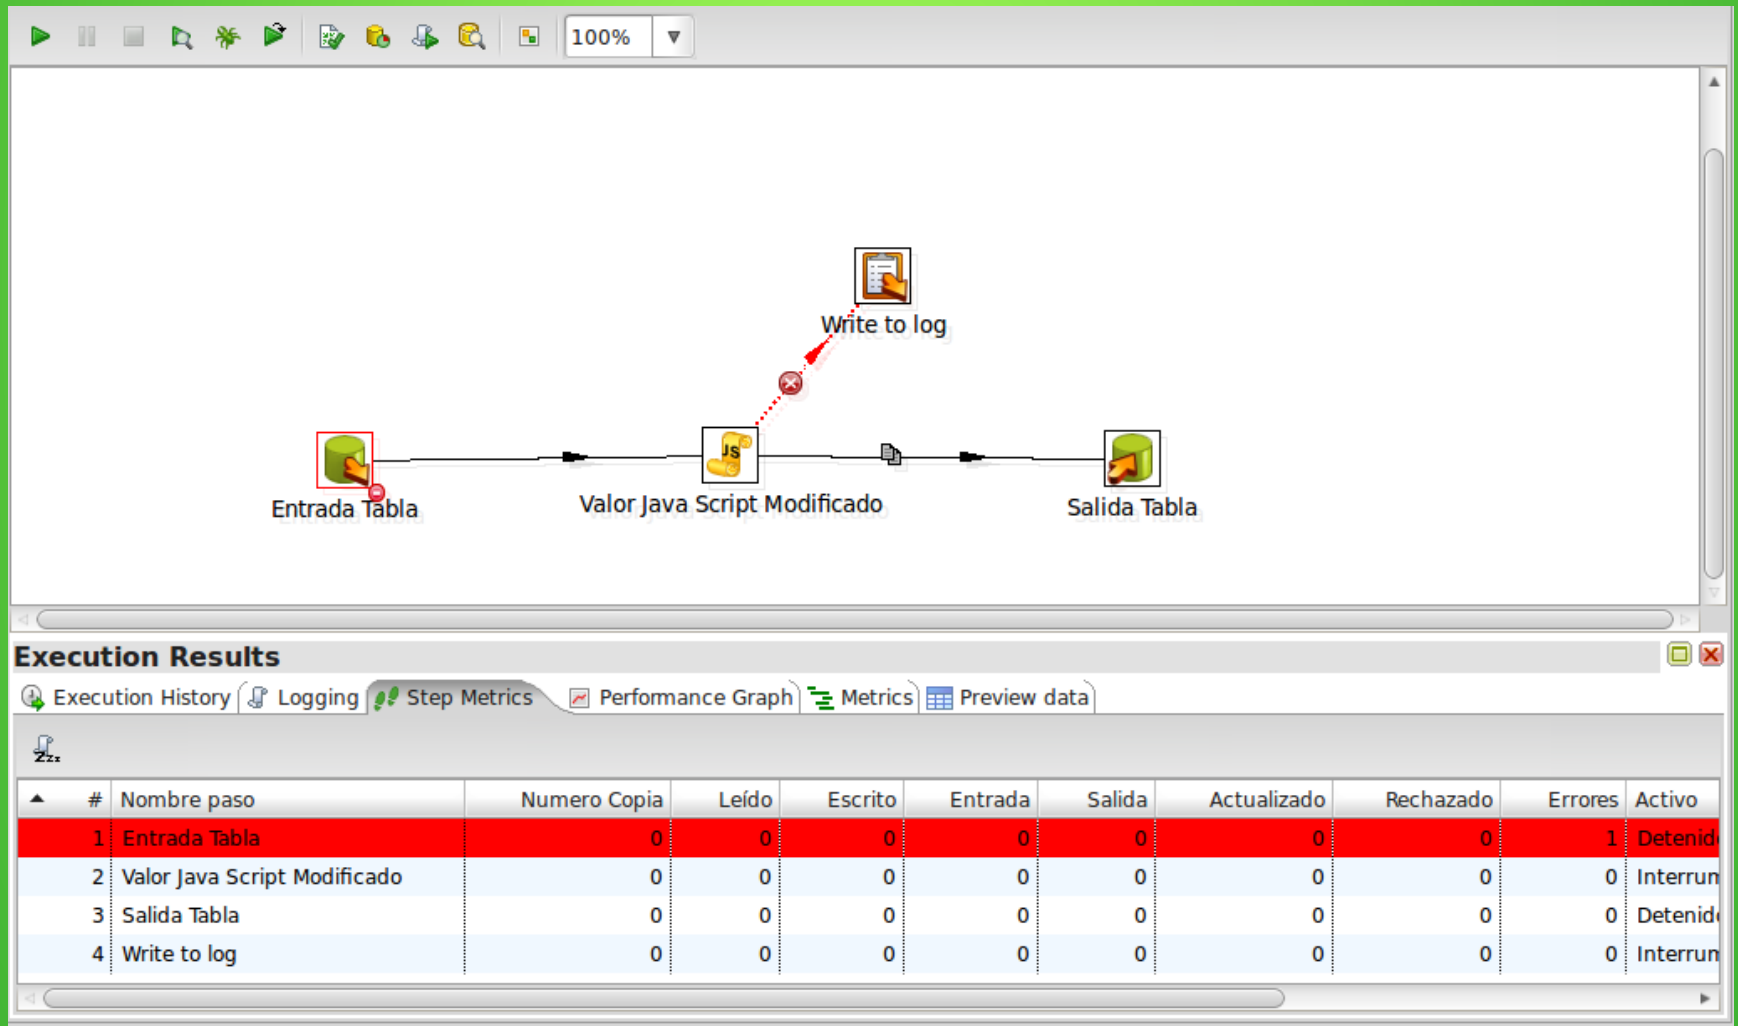 100%
Write to log
Entrada Tabla
Valor Java Script Modificado
Salida Tabla
Execution Results
Execution History Logging Step Metrics Performance Graph Metrics Preview data
# Nombre paso Numero Copia Leído Escrito Entrada Salida Actualizado Rechazado Errores Activo
1 Entrada Tabla 0 0 0 0 0 0 0 1 Detenid
2 Valor Java Script Modificado 0 0 0 0 0 0 0 0 Interrum
3 Salida Tabla 0 0 0 0 0 0 0 0 Detenid
4 Write to log 0 0 0 0 0 0 0 0 Interrum